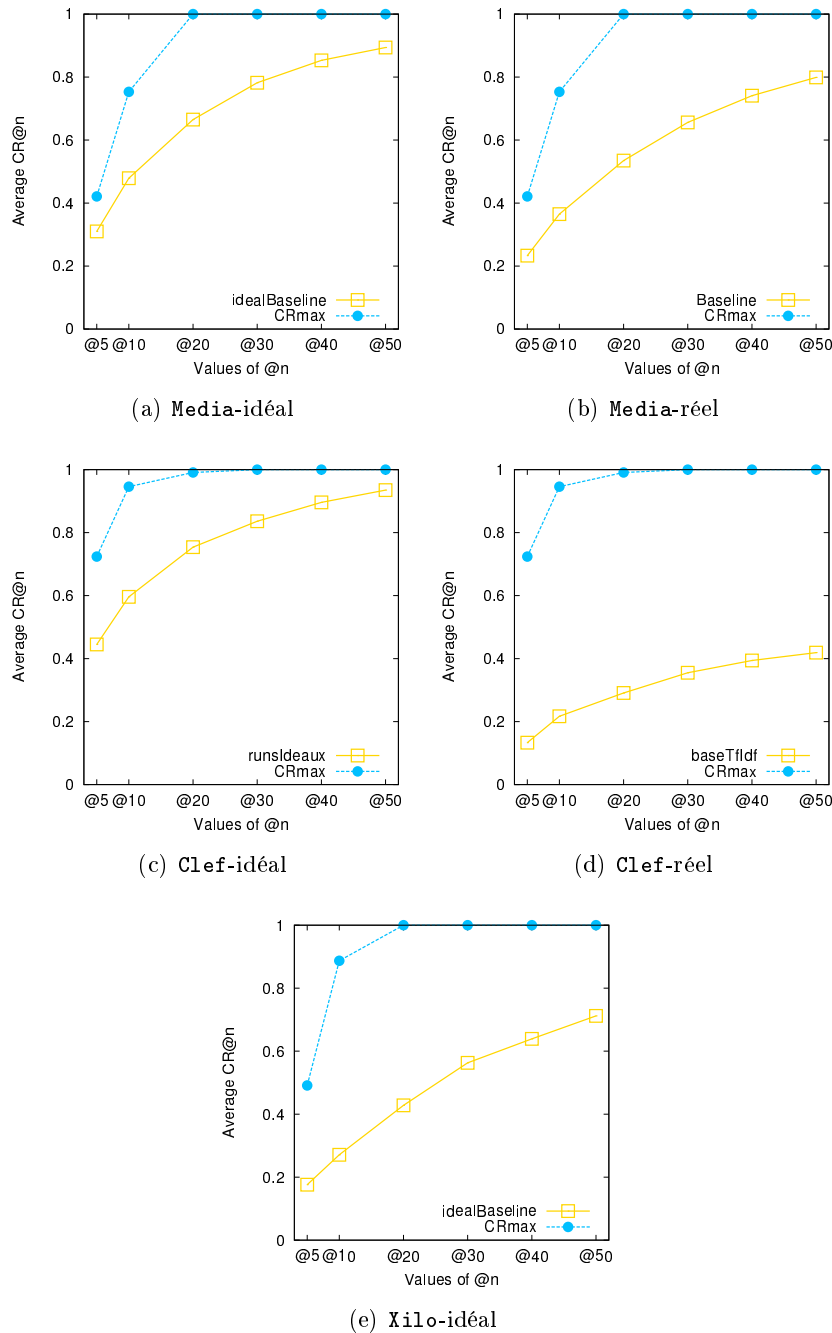 1
0.8
0.6
0.4
0.2
0
Average CR@n
idealBaseline
CRmax
@5 @10 @20 @30 @40 @50
Values of @n
(a) Media-idéal
1
0.8
0.6
0.4
0.2
0
Average CR@n
Baseline
CRmax
@5 @10 @20 @30 @40 @50
Values of @n
(b) Media-réel
1
0.8
0.6
0.4
0.2
0
Average CR@n
runsIdeaux
CRmax
@5 @10 @20 @30 @40 @50
Values of @n
(c) Clef-idéal
1
0.8
0.6
0.4
0.2
0
Average CR@n
baseTfIdf
CRmax
@5 @10 @20 @30 @40 @50
Values of @n
(d) Clef-réel
1
0.8
0.6
0.4
0.2
0
Average CR@n
idealBaseline
CRmax
@5 @10 @20 @30 @40 @50
Values of @n
(e) Xilo-idéal